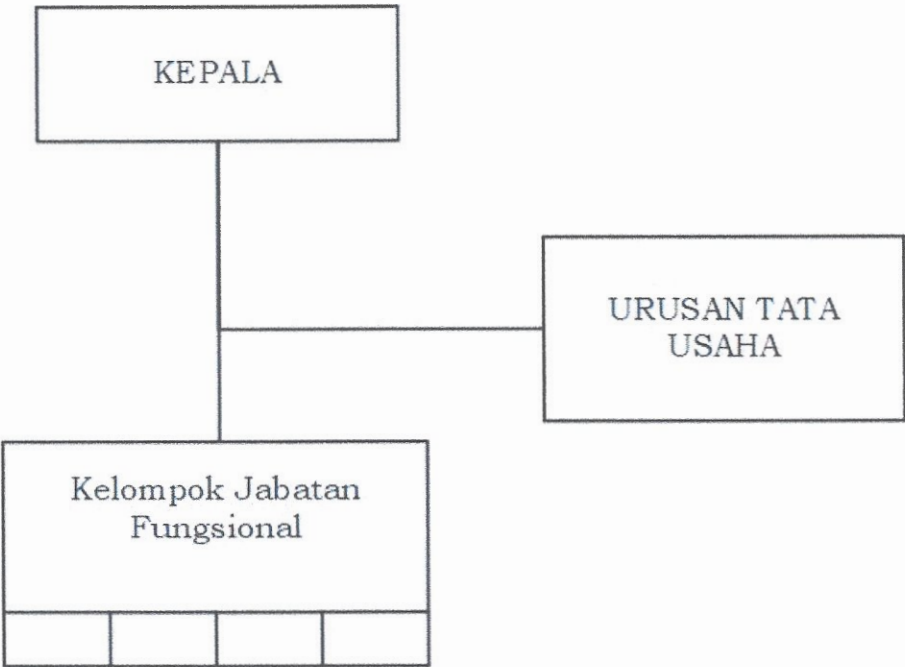 KEPALA
URUSAN TATA
USAHA
Kelompok Jabatan
Fungsional